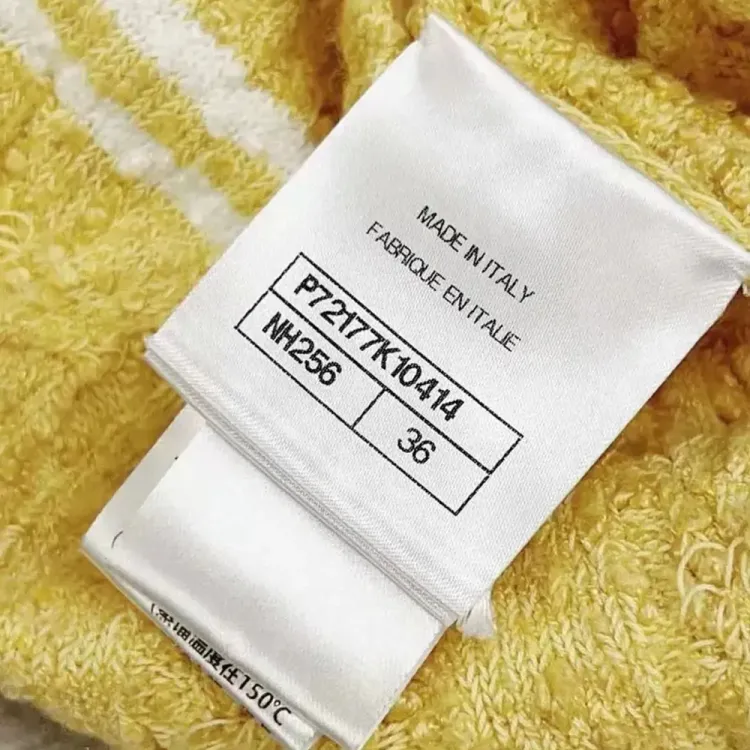 MADE IN ITALY
FABRIQUE EN ITALIE
P72177K10414
NH256
36
150℃